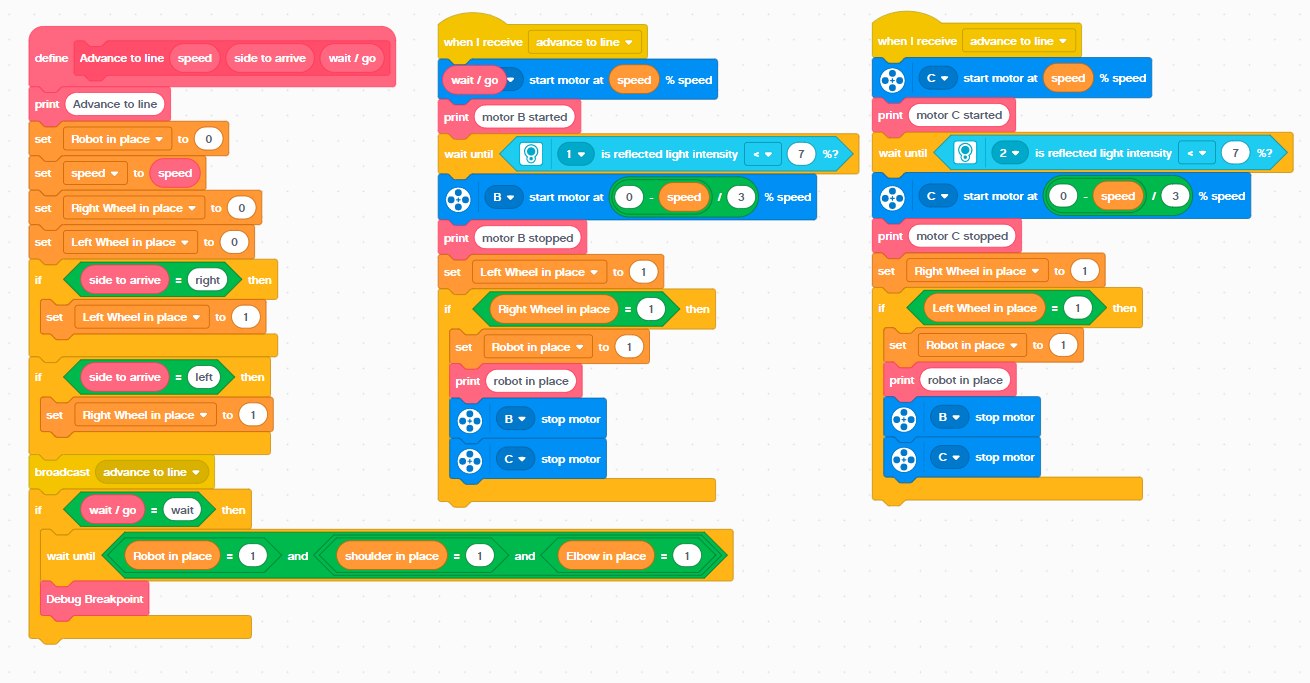 define Advance to line speed side to arrive wait / go
print Advance to line
set Robot in place to 0
set speed to speed
set Right Wheel in place to 0
set Left Wheel in place to 0
if side to arrive = right then
set Left Wheel in place to 1
if side to arrive = left then
set Right Wheel in place to 1
broadcast advance to line
if wait / go = wait then
wait until Robot in place = 1 and shoulder in place = 1 and Elbow in place = 1
Debug Breakpoint
when I receive advance to line
wait / go start motor at speed % speed
print motor B started
wait until 1 is reflected light intensity < 7 %?
B start motor at 0 - speed / 3 % speed
print motor B stopped
set Left Wheel in place to 1
if Right Wheel in place = 1 then
set Robot in place to 1
print robot in place
B stop motor
C stop motor
when I receive advance to line
C start motor at speed % speed
print motor C started
wait until 2 is reflected light intensity < 7 %?
C start motor at 0 - speed / 3 % speed
print motor C stopped
set Right Wheel in place to 1
if Left Wheel in place = 1 then
set Robot in place to 1
print robot in place
B stop motor
C stop motor